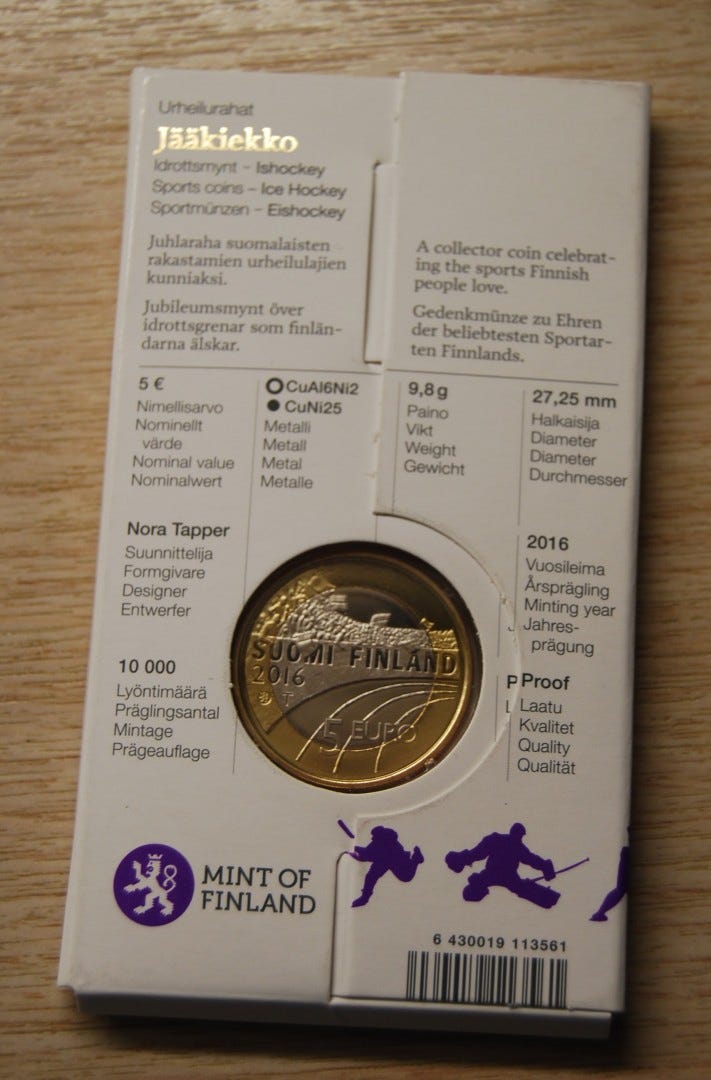 Urheilurahat
Jääkiekko
Idrottsmynt – Ishockey
Sports coins – Ice Hockey
Sportmünzen – Eishockey
Juhlaraha suomalaisten
rakastamien urheilulajien
kunniaksi.
Jubileumsmynt över
idrottsgrenar som finlän-
darna älskar.
A collector coin celebrat-
ing the sports Finnish
people love.
Gedenkmünze zu Ehren
der beliebtesten Sportar-
ten Finnlands.
5 €
Nimellisarvo
Nominellt
värde
Nominal value
Nominalwert
CuAl6Ni2
CuNi25
Metalli
Metall
Metal
Metalle
9,8 g
Paino
Vikt
Weight
Gewicht
27,25 mm
Halkaisija
Diameter
Diameter
Durchmesser
Nora Tapper
Suunnittelija
Formgivare
Designer
Entwerfer
2016
Vuosileima
Årsprägling
Minting year
Jahres-
prägung
10 000
Lyöntimäärä
Präglingsantal
Mintage
Prägeauflage
Proof
Laatu
Kvalitet
Quality
Qualität
SUOMI FINLAND
2016
T
5 EURO
MINT OF
FINLAND
6 430019 113561